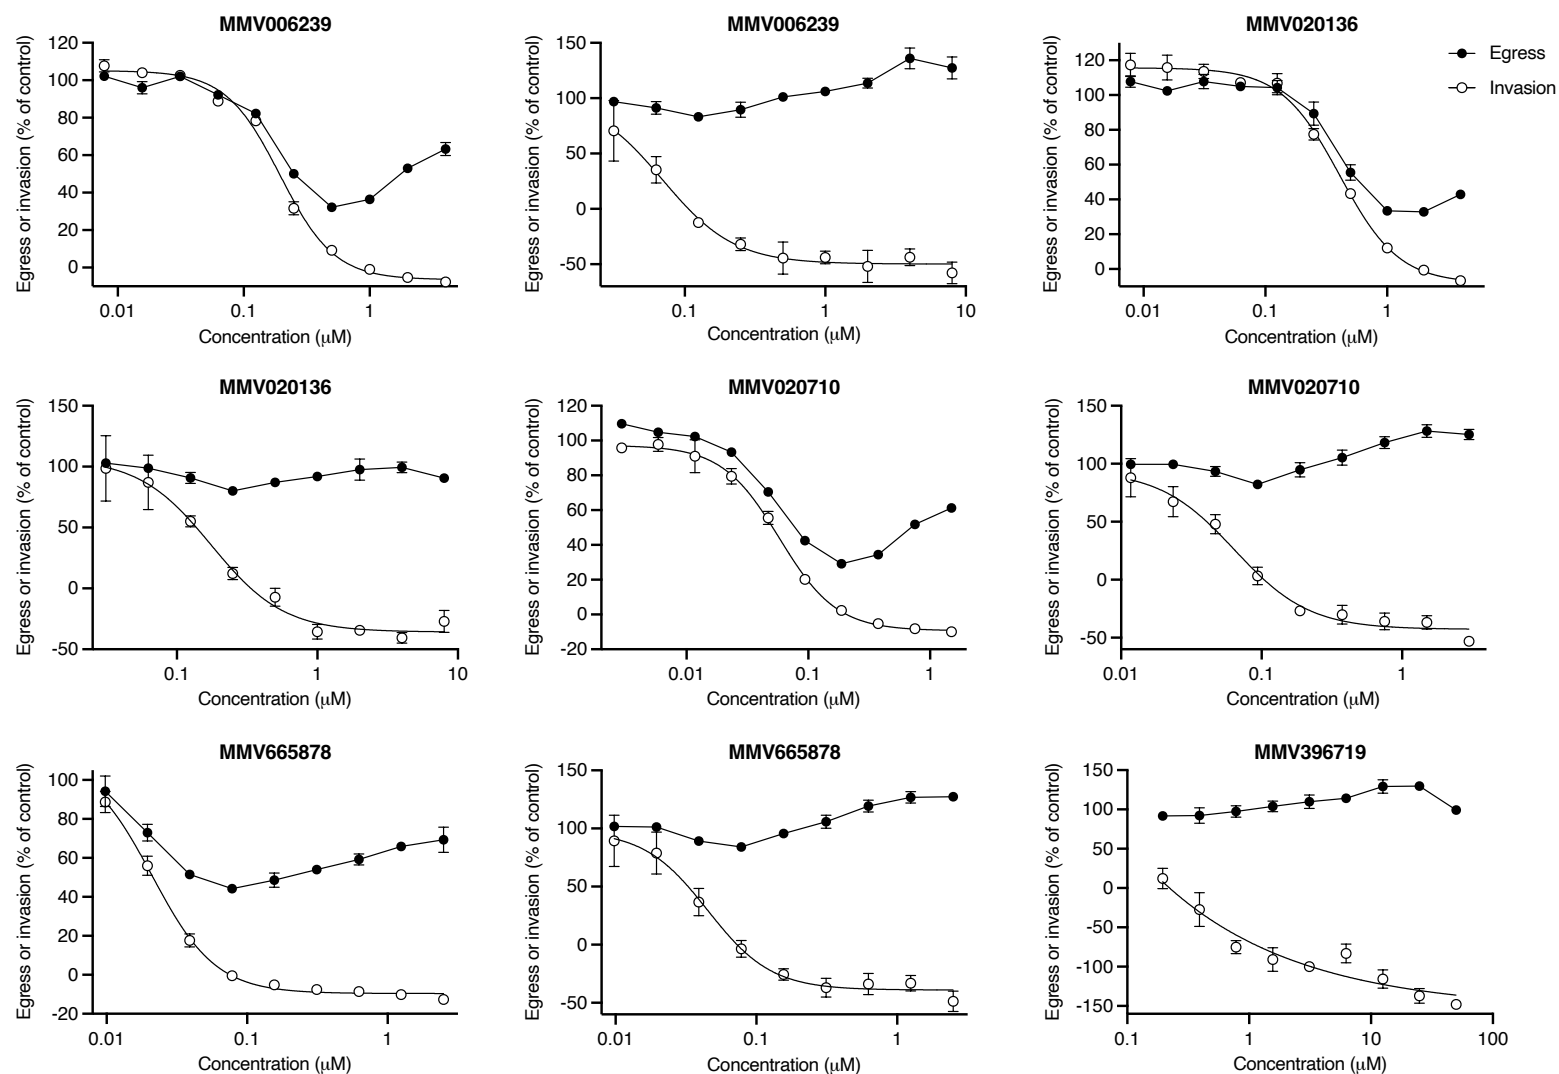 MMV006239
Egress or invasion (% of control)
120
100
80
60
40
20
0
0.01
0.1
1
Concentration (µM)
MMV006239
Egress or invasion (% of control)
150
100
50
0
-50
0.1
1
10
Concentration (µM)
MMV020136
Egress or invasion (% of control)
120
100
80
60
40
20
0
0.01
0.1
1
Concentration (µM)
Egress
Invasion
MMV020136
Egress or invasion (% of control)
150
100
50
0
-50
0.1
1
10
Concentration (µM)
MMV020710
Egress or invasion (% of control)
120
100
80
60
40
20
0
-20
0.01
0.1
1
Concentration (µM)
MMV020710
Egress or invasion (% of control)
150
100
50
0
-50
0.01
0.1
1
Concentration (µM)
MMV665878
Egress or invasion (% of control)
100
80
60
40
20
0
-20
0.01
0.1
1
Concentration (µM)
MMV665878
Egress or invasion (% of control)
150
100
50
0
-50
0.01
0.1
1
Concentration (µM)
MMV396719
Egress or invasion (% of control)
150
100
50
0
-50
-100
-150
0.1
1
10
100
Concentration (µM)